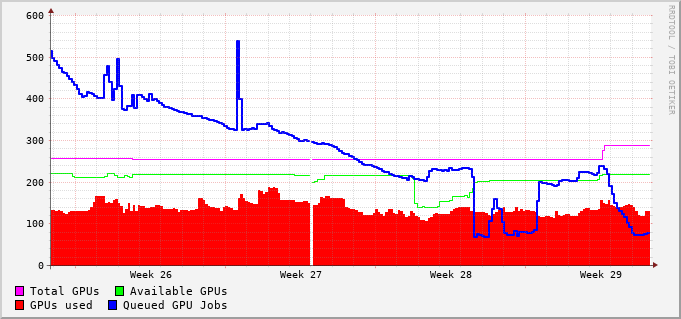 600
500
400
300
200
100
0
Week 26 Week 27 Week 28 Week 29
Total GPUs Available GPUs
GPUs used Queued GPU Jobs
RRDTOOL / TOBI OETIKER